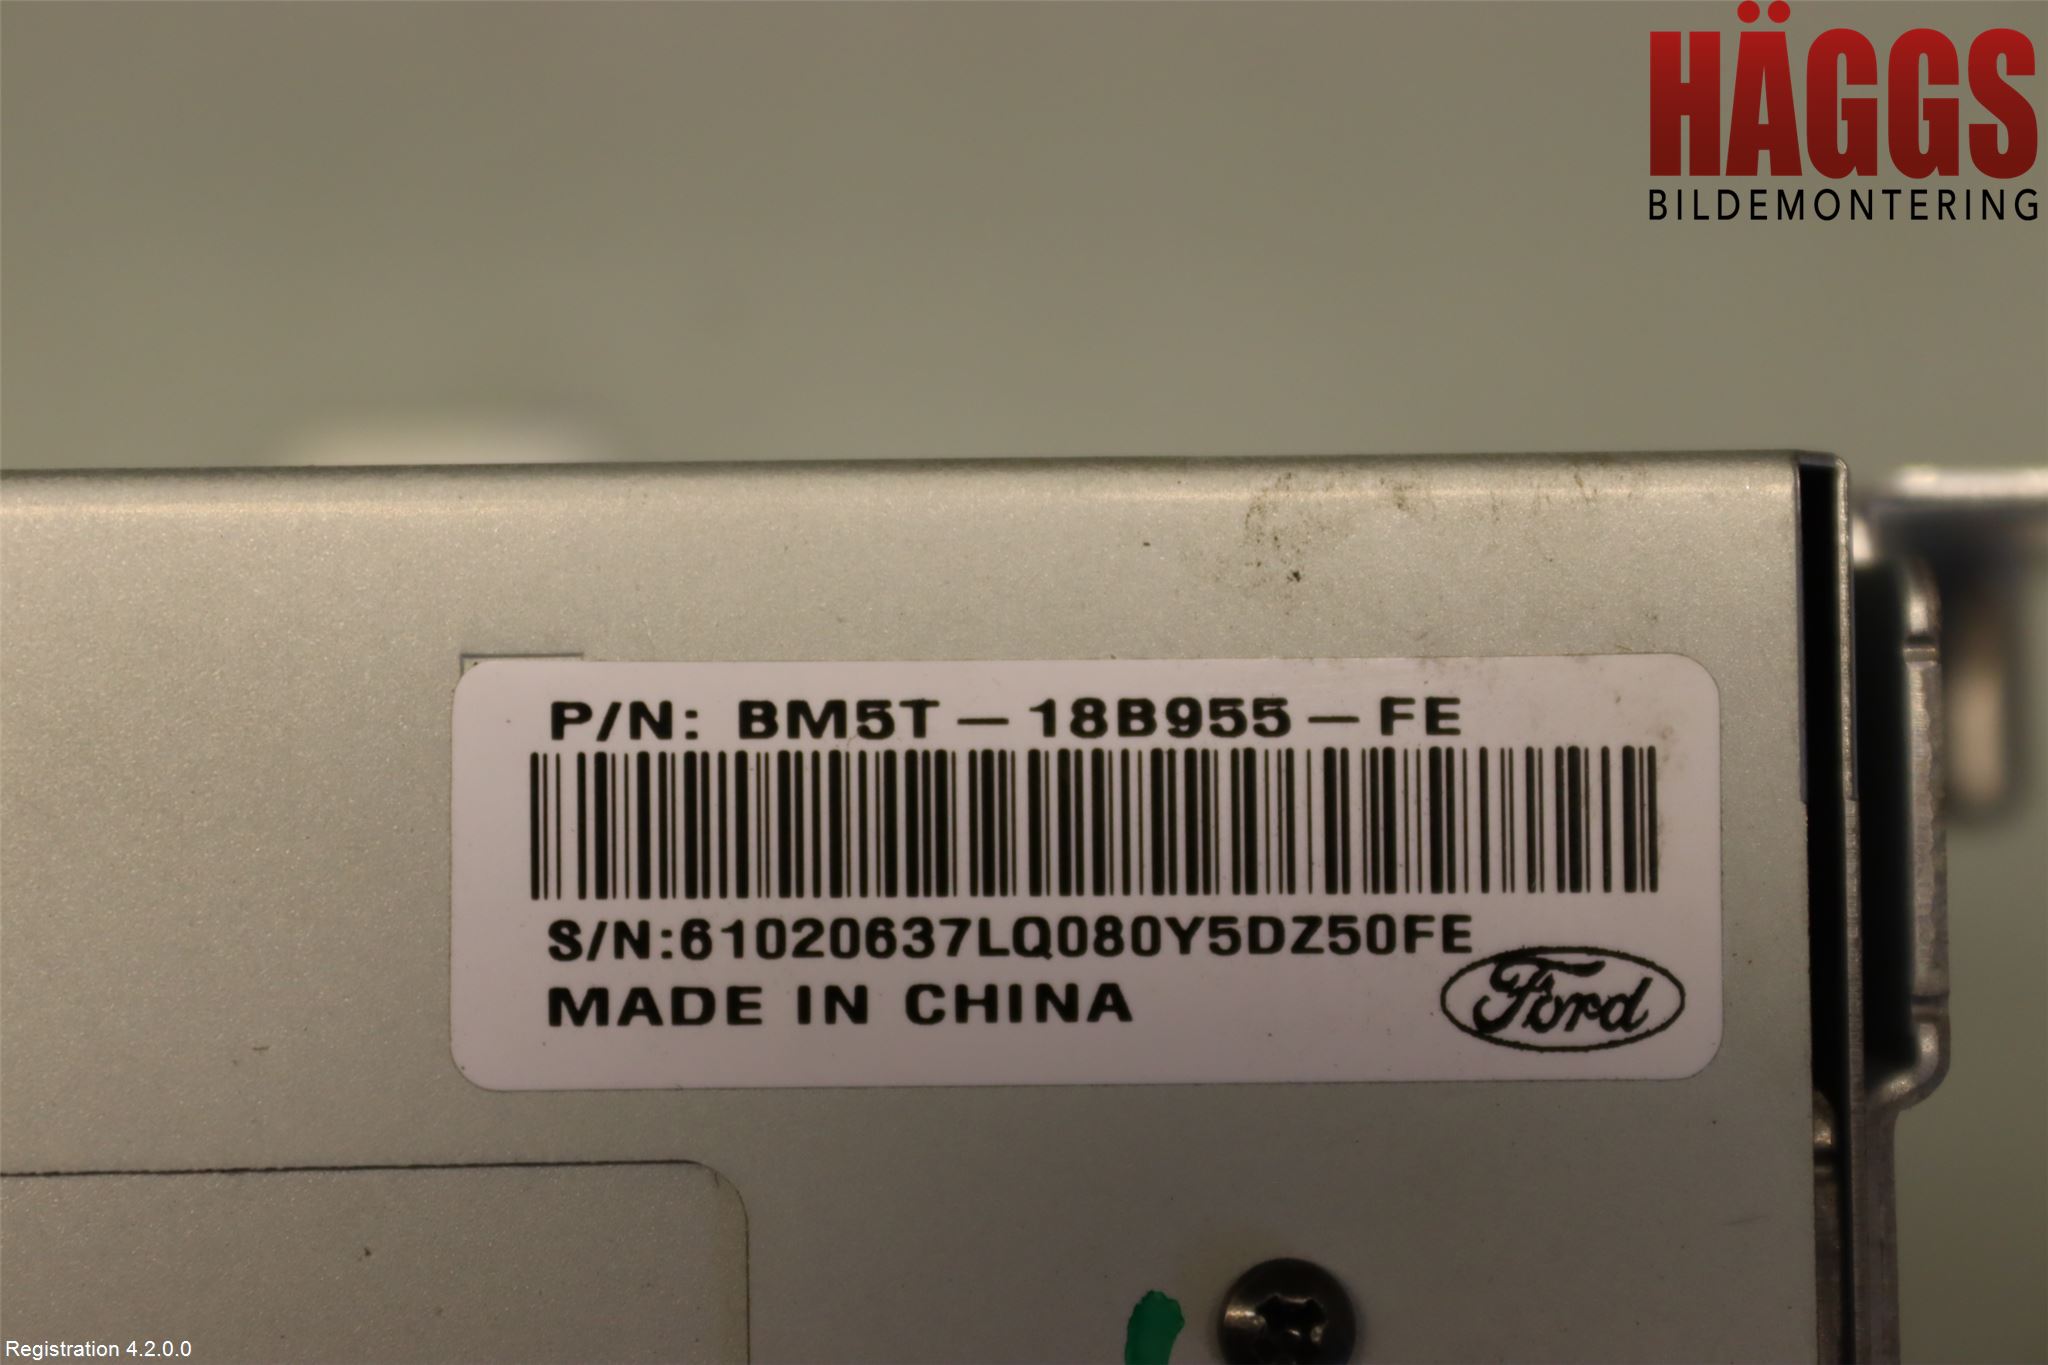 HÄGGS
BILDEMONTERING
P/N: BM5T-18B955-FE
S/N:61020637LQ080Y5DZ50FE
MADE IN CHINA
Ford
Registration 4.2.0.0